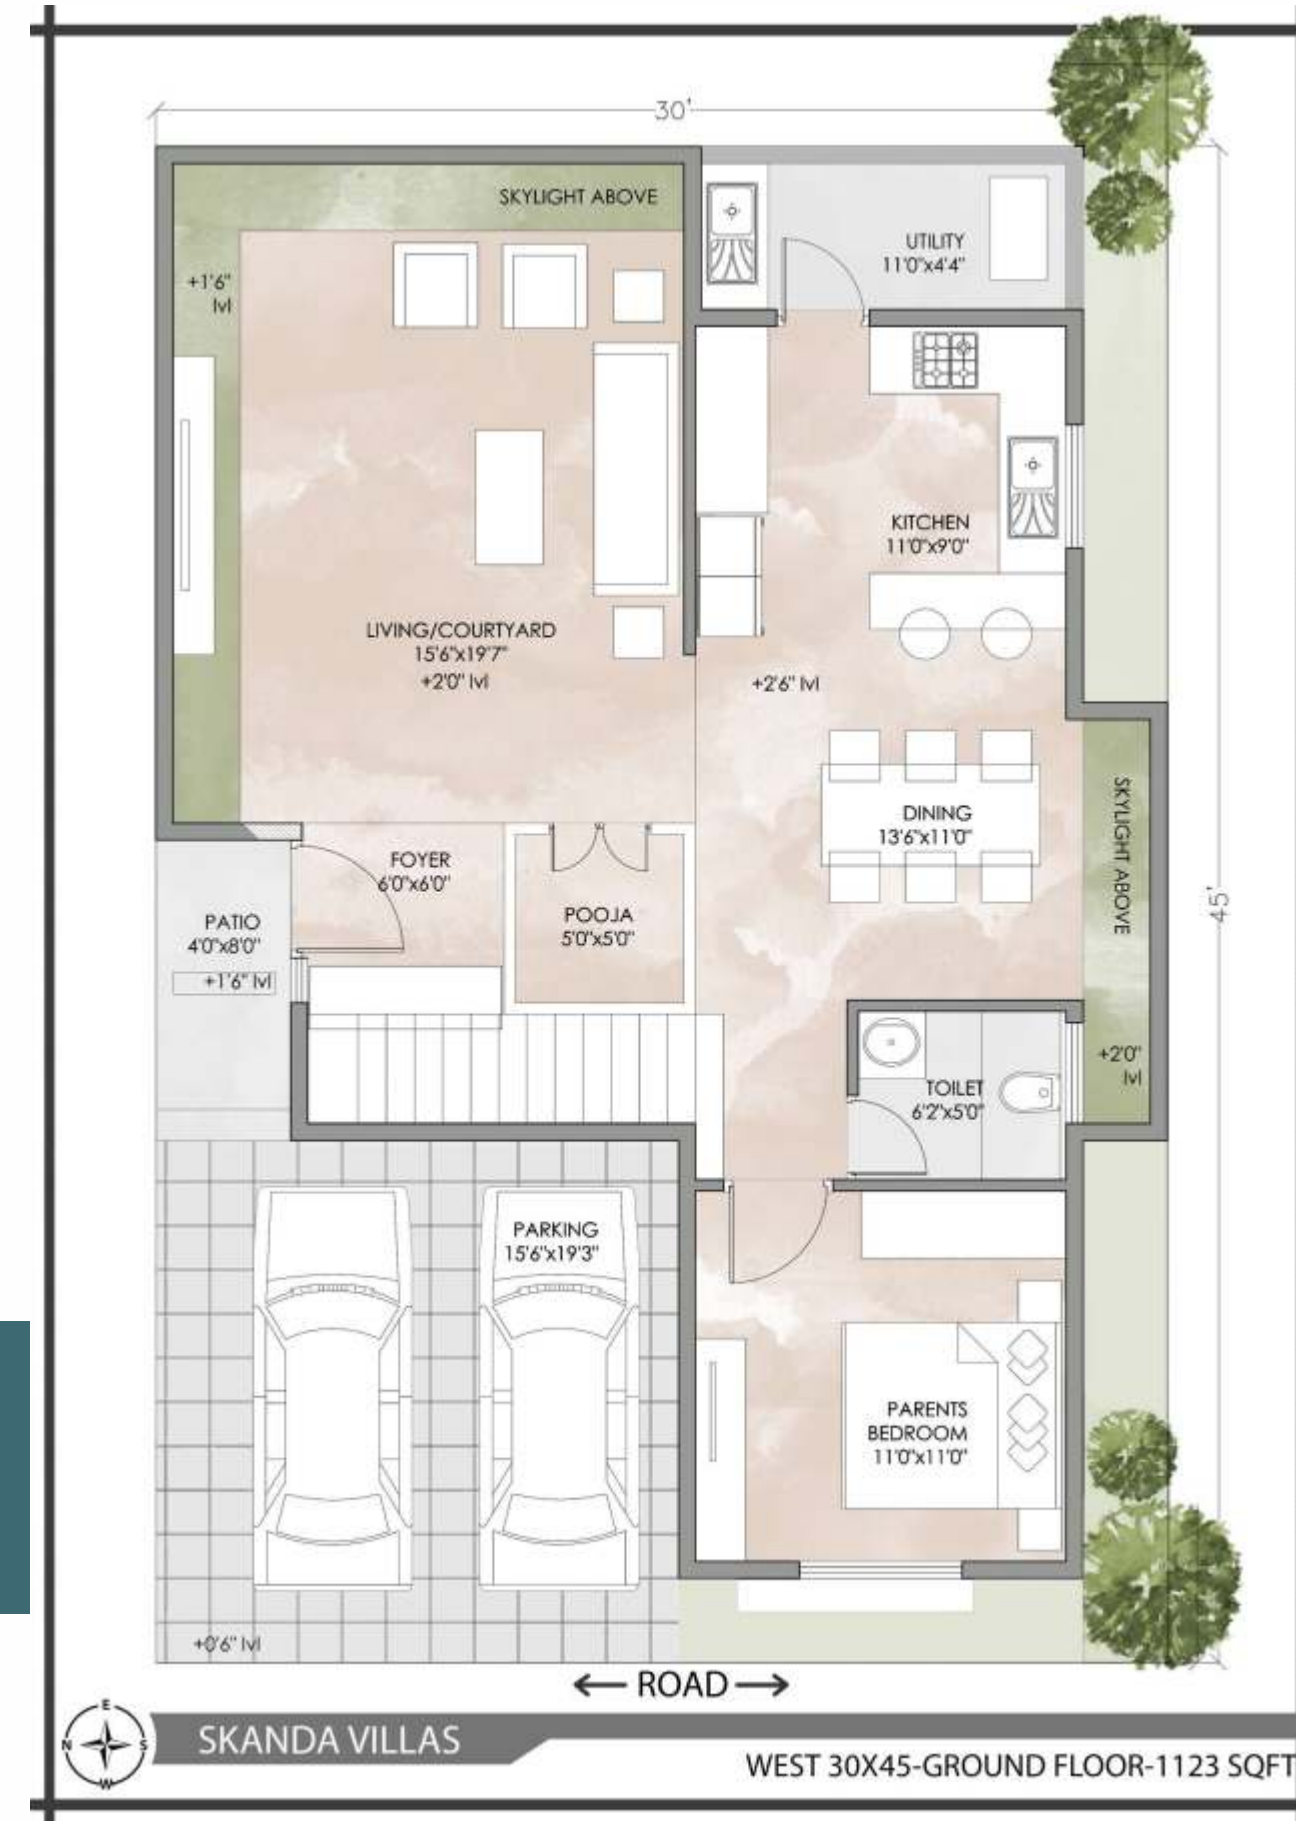 30'
SKYLIGHT ABOVE
+1'6"
lvl
UTILITY
11'0"x4'4"
KITCHEN
11'0"x9'0"
LIVING/COURTYARD
15'6"x19'7"
+2'0" lvl
+2'6" lvl
DINING
13'6"x11'0"
SKYLIGHT ABOVE
45'
FOYER
6'0"x6'0"
POOJA
5'0"x5'0"
PATIO
4'0"x8'0"
+1'6" lvl
+2'0"
lvl
TOILET
6'2"x5'0"
PARKING
15'6"x19'3"
PARENTS
BEDROOM
11'0"x11'0"
+0'6" lvl
ROAD
E
N S
W
SKANDA VILLAS
WEST 30X45-GROUND FLOOR-1123 SQFT